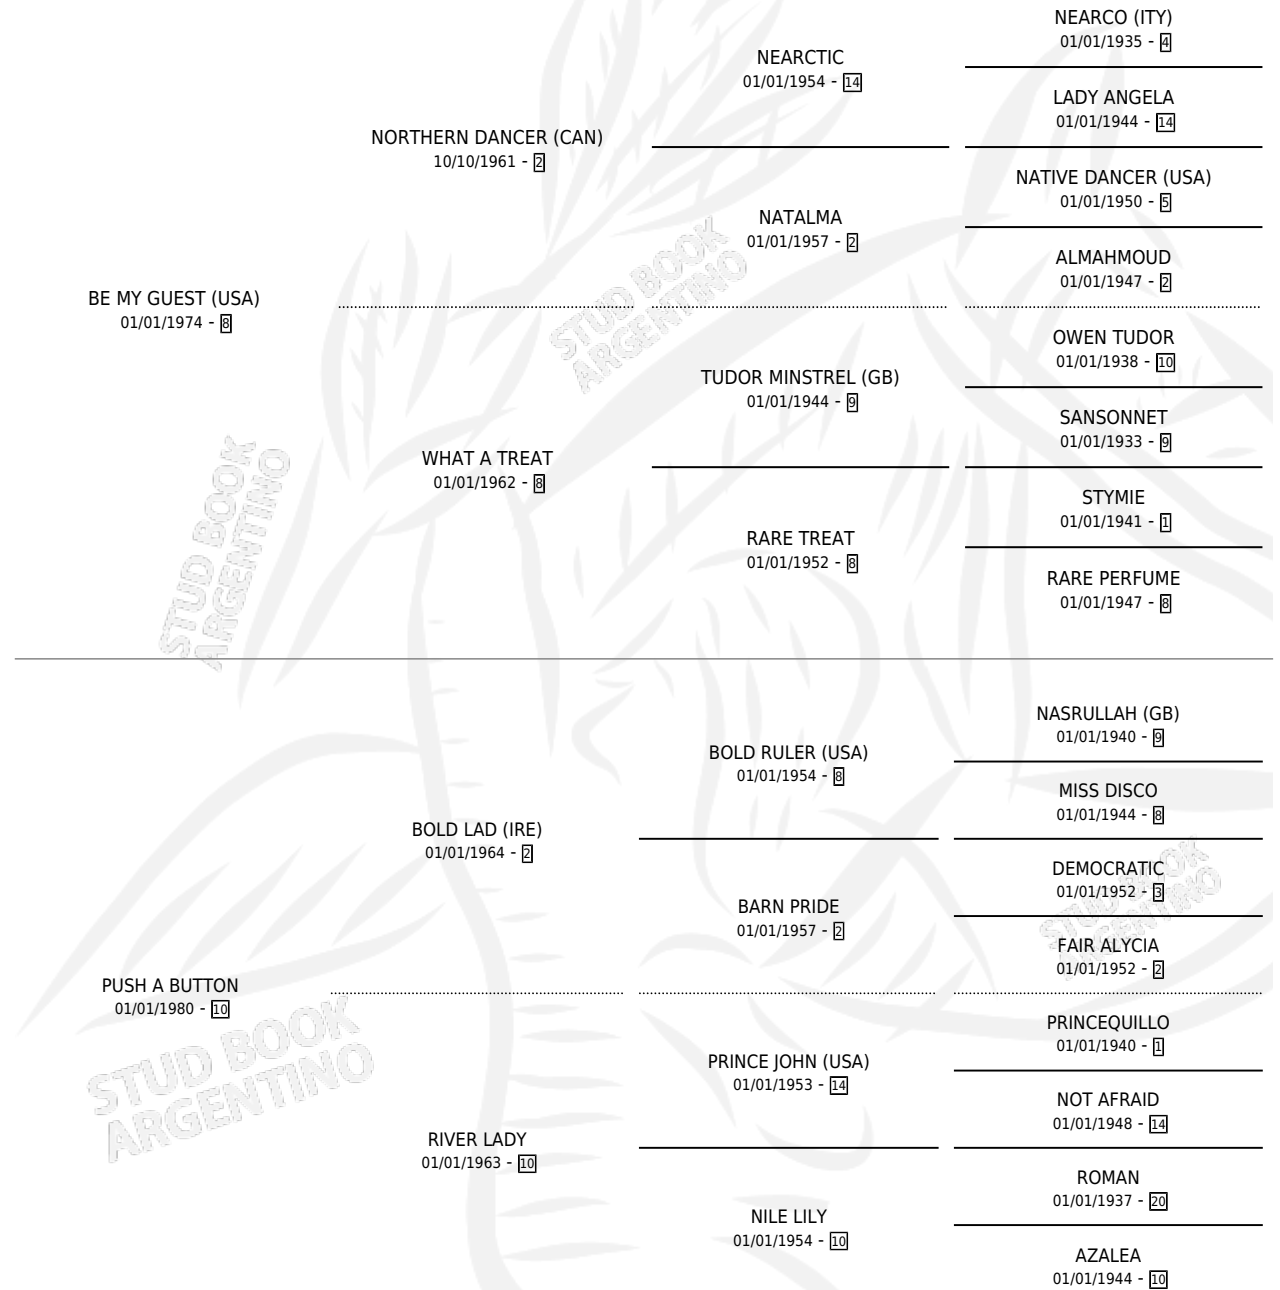 NEARCO (ITY)
01/01/1935 - 4
NEARCTIC
01/01/1954 - 14
LADY ANGELA
01/01/1944 - 14
NORTHERN DANCER (CAN)
10/10/1961 - 2
NATIVE DANCER (USA)
01/01/1950 - 5
NATALMA
01/01/1957 - 2
ALMAHMOUD
01/01/1947 - 2
BE MY GUEST (USA)
01/01/1974 - 8
OWEN TUDOR
01/01/1938 - 10
TUDOR MINSTREL (GB)
01/01/1944 - 9
SANSONNET
01/01/1933 - 9
WHAT A TREAT
01/01/1962 - 8
STYMIE
01/01/1941 - 1
RARE TREAT
01/01/1952 - 8
RARE PERFUME
01/01/1947 - 8
NASRULLAH (GB)
01/01/1940 - 9
BOLD RULER (USA)
01/01/1954 - 8
MISS DISCO
01/01/1944 - 8
BOLD LAD (IRE)
01/01/1964 - 2
DEMOCRATIC
01/01/1952 - 3
BARN PRIDE
01/01/1957 - 2
FAIR ALYCIA
01/01/1952 - 2
PUSH A BUTTON
01/01/1980 - 10
PRINCEQUILLO
01/01/1940 - 1
PRINCE JOHN (USA)
01/01/1953 - 14
NOT AFRAID
01/01/1948 - 14
RIVER LADY
01/01/1963 - 10
ROMAN
01/01/1937 - 20
NILE LILY
01/01/1954 - 10
AZALEA
01/01/1944 - 10
STUD BOOK
ARGENTINO
STUD BOOK
ARGENTINO
STUD BOOK
ARGENTINO
STUD BOOK
ARGENTINO